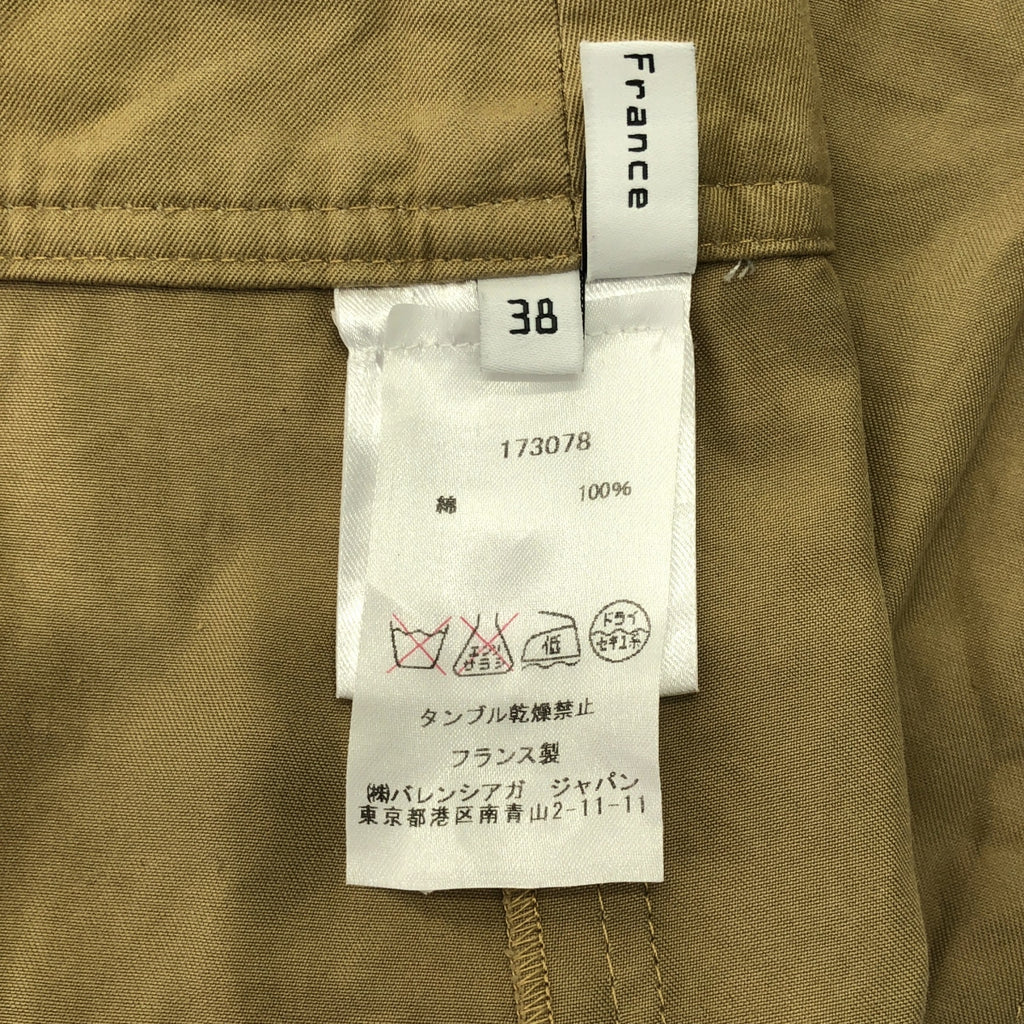 France
38
173078
綿 100%
エンソ
サラシ
低
ドライ
セキユ系
タンブル乾燥禁止
フランス製
㈱バレンシアガ ジャパン
東京都港区南青山2-11-11